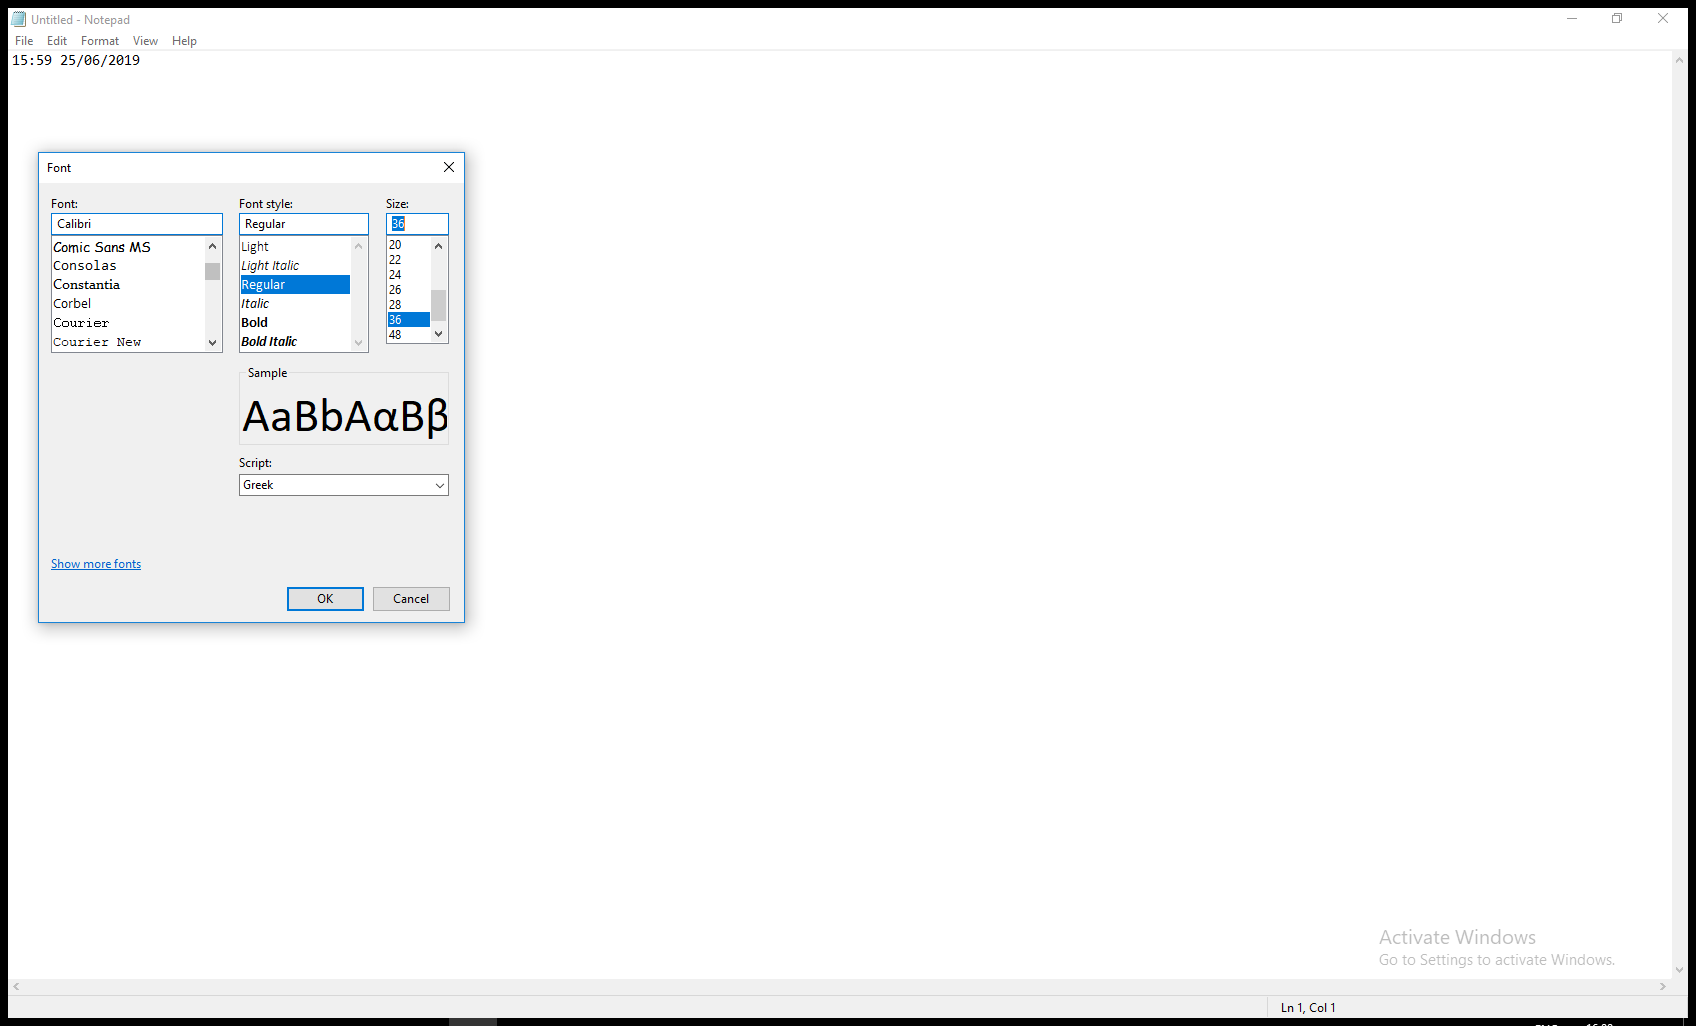 Untitled - Notepad
File Edit Format View Help
15:59 25/06/2019
Font
Font: Font style: Size:
Calibri Regular 36
Comic Sans MS
Consolas
Constantia
Corbel
Courier
Courier New
Light
Light Italic
Regular
Italic
Bold
Bold Italic
20
22
24
26
28
36
48
Sample
AaBbΑαΒβ
Script:
Greek
Show more fonts
OK Cancel
Activate Windows
Go to Settings to activate Windows.
Ln 1, Col 1